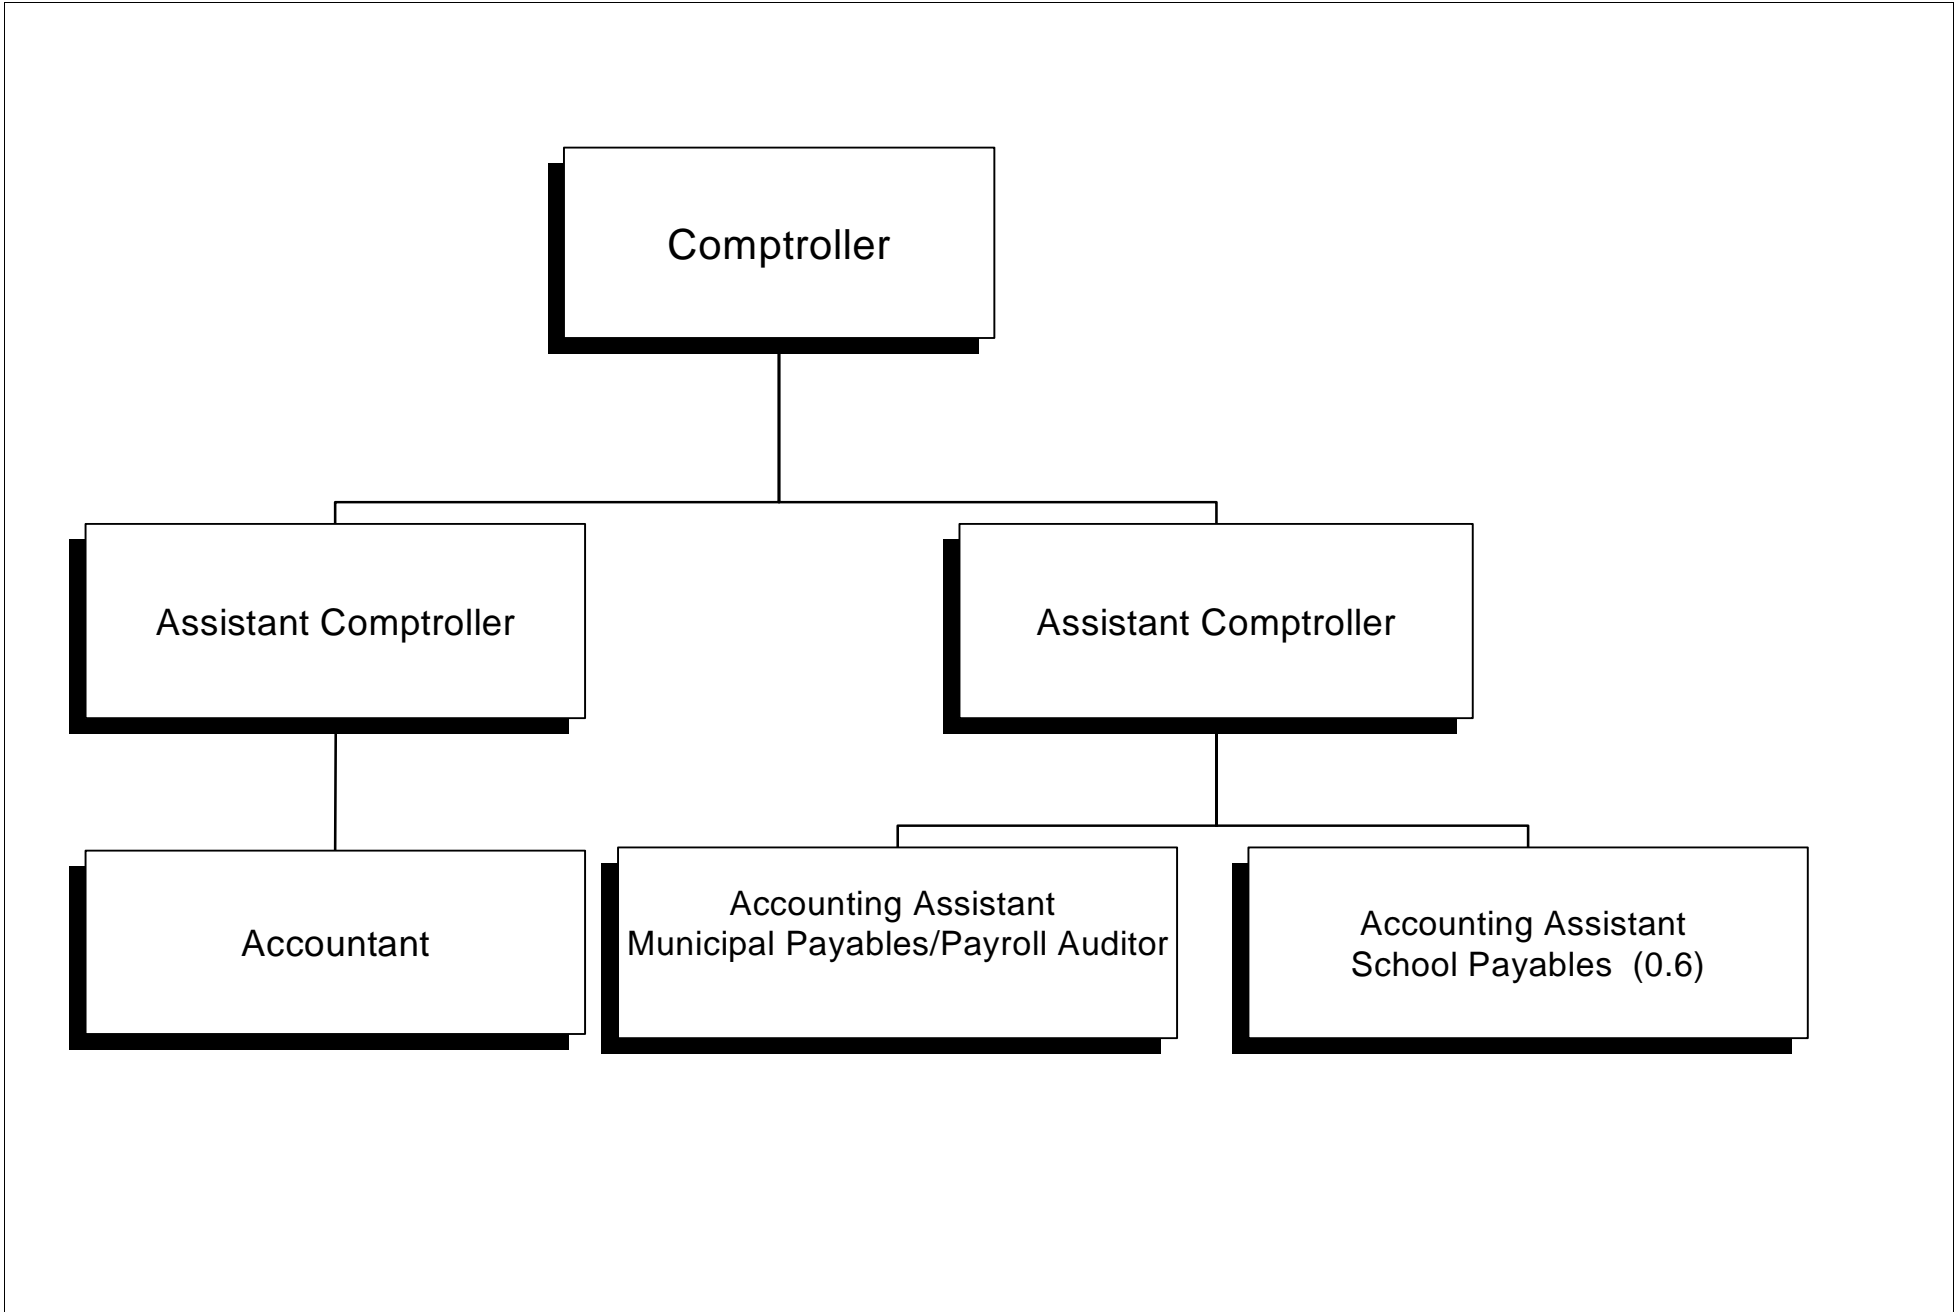 Comptroller
Assistant Comptroller
Assistant Comptroller
Accountant
Accounting Assistant
Municipal Payables/Payroll Auditor
Accounting Assistant
School Payables  (0.6)